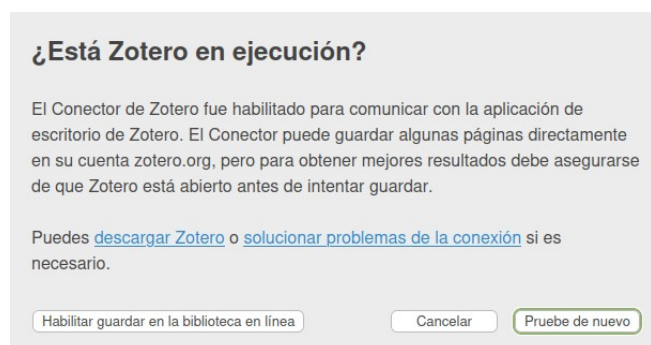 ¿Está Zotero en ejecución?
El Conector de Zotero fue habilitado para comunicar con la aplicación de
escritorio de Zotero. El Conector puede guardar algunas páginas directamente
en su cuenta zotero.org, pero para obtener mejores resultados debe asegurarse
de que Zotero está abierto antes de intentar guardar.
Puedes descargar Zotero o solucionar problemas de la conexión si es
necesario.
Habilitar guardar en la biblioteca en línea Cancelar Pruebe de nuevo